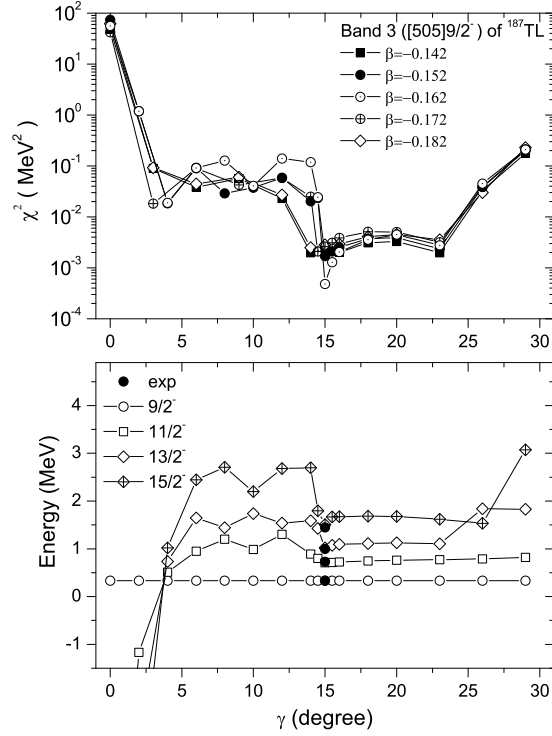 Band 3 ([505]9/2⁻) of ¹⁸⁷TL
β=−0.142
β=−0.152
β=−0.162
β=−0.172
β=−0.182
χ² ( MeV²)
10²
10¹
10⁰
10⁻¹
10⁻²
10⁻³
10⁻⁴
0 5 10 15 20 25 30
exp
9/2⁻
11/2⁻
13/2⁻
15/2⁻
Energy (MeV)
4
3
2
1
0
-1
0 5 10 15 20 25 30
γ (degree)